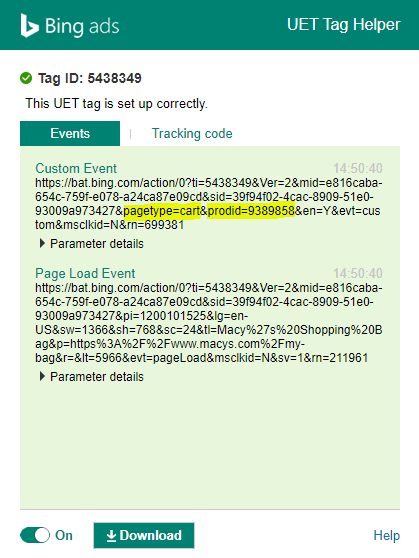 Bing ads UET Tag Helper
Tag ID: 5438349
This UET tag is set up correctly.
Events | Tracking code
Custom Event 14:50:40
https://bat.bing.com/action/0?ti=5438349&Ver=2&mid=e816caba-
654c-759f-e078-a24ca87e09cd&sid=39f94f02-4cac-8909-51e0-
93009a973427&pagetype=cart&prodid=9389858&en=Y&evt=cus
tom&msclkid=N&rn=699381
Parameter details
Page Load Event 14:50:40
https://bat.bing.com/action/0?ti=5438349&Ver=2&mid=e816caba-
654c-759f-e078-a24ca87e09cd&sid=39f94f02-4cac-8909-51e0-
93009a973427&pi=1200101525&lg=en-
US&sw=1366&sh=768&sc=24&tl=Macy%27s%20Shopping%20B
ag&p=https%3A%2F%2Fwww.macys.com%2Fmy-
bag&r=&lt=5966&evt=pageLoad&msclkid=N&sv=1&rn=211961
Parameter details
On Download Help